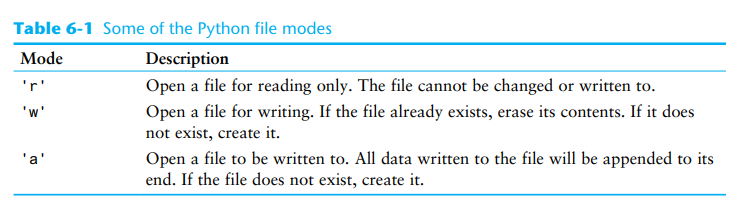 Table 6-1 Some of the Python file modes
Mode Description
'r' Open a file for reading only. The file cannot be changed or written to.
'w' Open a file for writing. If the file already exists, erase its contents. If it does
not exist, create it.
'a' Open a file to be written to. All data written to the file will be appended to its
end. If the file does not exist, create it.